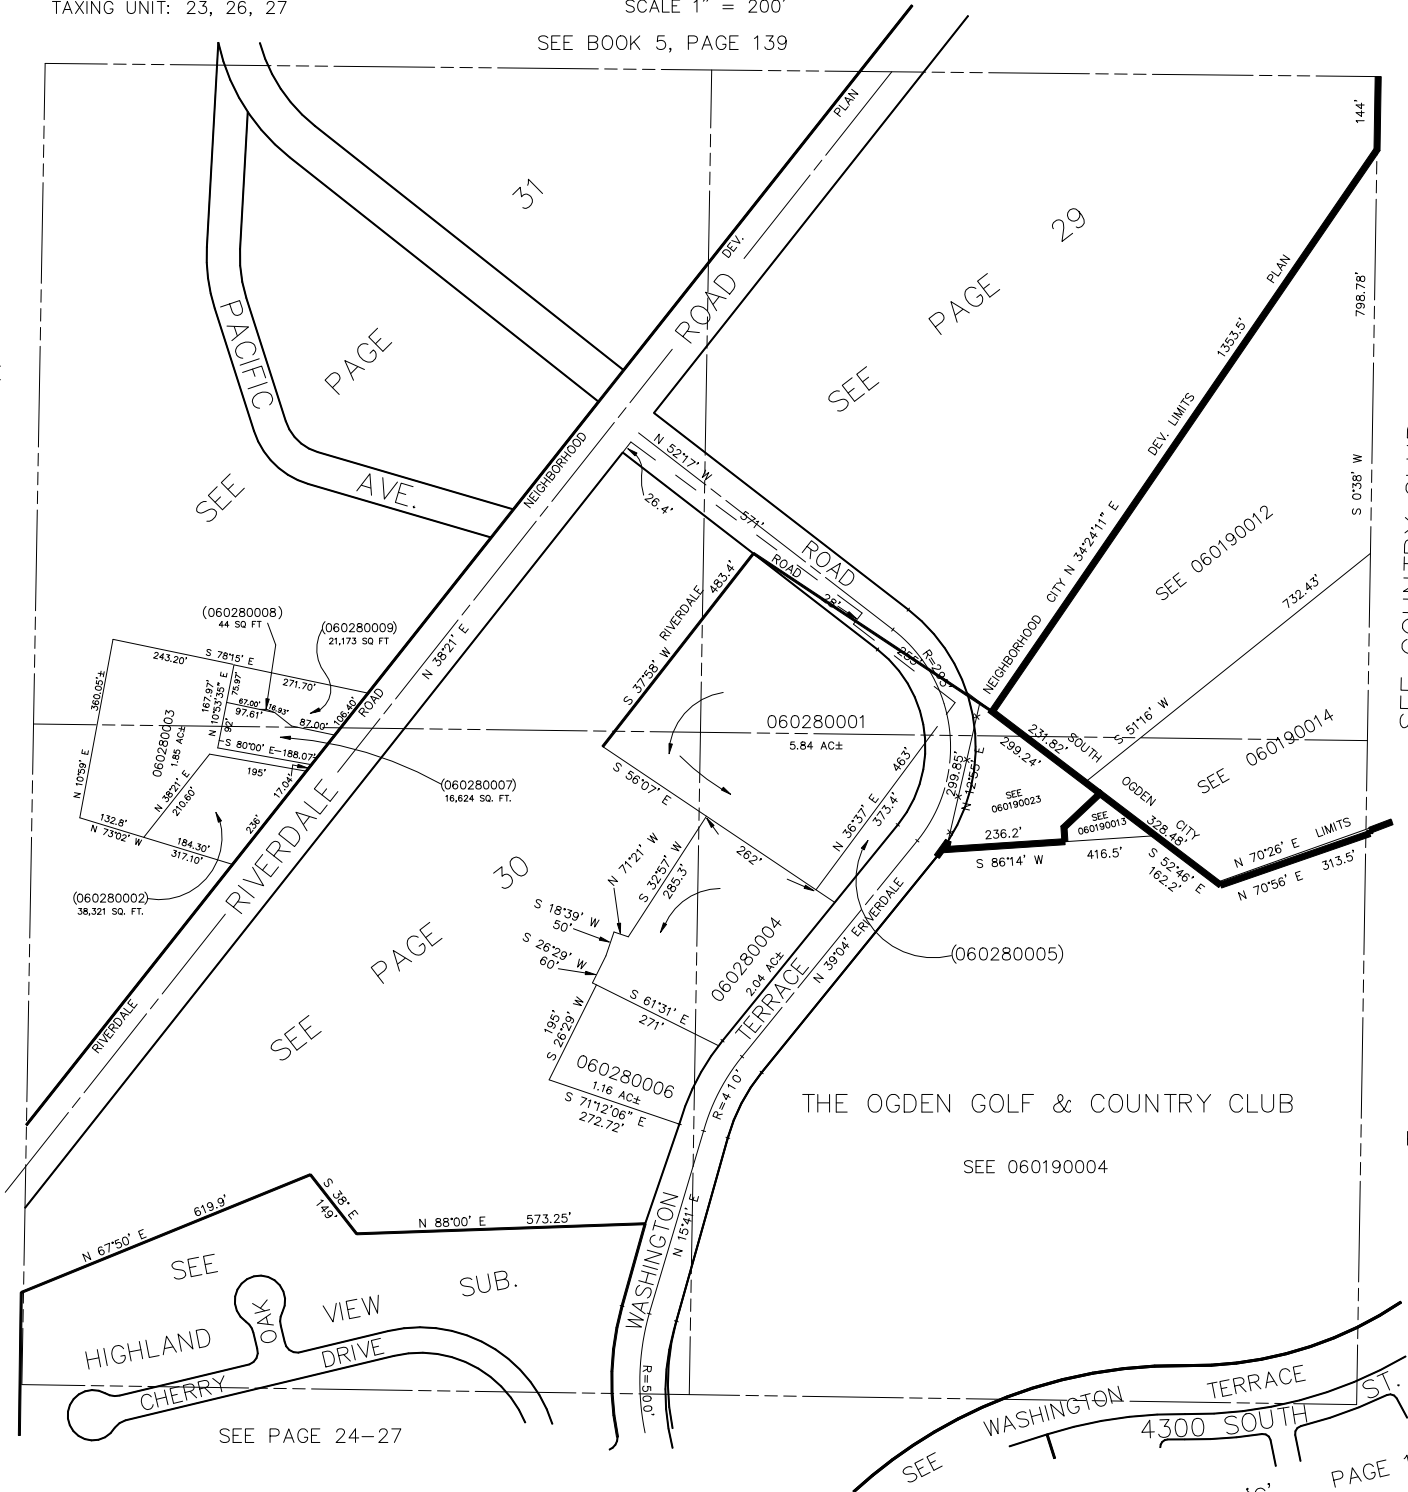 TAXING UNIT: 23, 26, 27
SCALE 1" = 200'
SEE BOOK 5, PAGE 139
PLAN
144'
31
SEE PAGE 29
DEV.
ROAD
PLAN
798.78'
PACIFIC
AVE.
SEE PAGE
1353.5'
DEV. LIMITS
NEIGHBORHOOD
N 52°17' W
26.4'
571'
ROAD
ROAD
28'
S 0°38' W
CITY N 34°24'11" E
NEIGHBORHOOD
SEE 060190012
732.43'
483.4'
RIVERDALE
S 37°58' W
255'
(060280008)
44 SQ FT
(060280009)
21,173 SQ FT
N 38°21' E
S 78°15' E
243.20'
271.70'
360.05'±
N 10°59' E
167.97'
N 10°53'35" E
75.97'
67.00'
16.93'
97.61'
92'
87.00'
106.40'
ROAD
060280003
1.85 AC±
S 80°00' E-188.07'
195'
17.04'
N 38°21' E
210.60'
132.8'
N 73°02' W
184.30'
317.10'
236'
(060280007)
16,624 SQ. FT.
(060280002)
38,321 SQ. FT.
RIVERDALE
RIVERDALE
060280001
5.84 AC±
S 56°07' E
262'
463'
N 36°37' E
373.4'
299.85'
N 12°55' E
231.82'
299.24'
SOUTH
OGDEN
CITY
LIMITS
S 51°16' W
SEE 060190014
SEE
060190023
SEE
060190013
236.2'
S 86°14' W
416.5'
328.48'
S 52°46' E
162.2'
N 70°26' E
N 70°56' E
313.5'
SEE PAGE 30
N 71°21' W
S 32°57' W
285.3'
S 18°39' W
50'
S 26°29' W
60'
195'
S 26°29' W
S 61°31' E
271'
060280004
2.04 AC±
(060280005)
RIVERDALE
N 39°04' E
TERRACE
060280006
1.16 AC±
S 71°12'06" E
272.72'
R=410'
THE OGDEN GOLF & COUNTRY CLUB
SEE 060190004
N 67°50' E
619.9'
S 38° E
149'
N 88°00' E
573.25'
WASHINGTON
N 15°41' E
R=500'
SEE
HIGHLAND VIEW SUB.
OAK
CHERRY DRIVE
SEE PAGE 24-27
SEE WASHINGTON TERRACE
4300 SOUTH ST.
PAGE